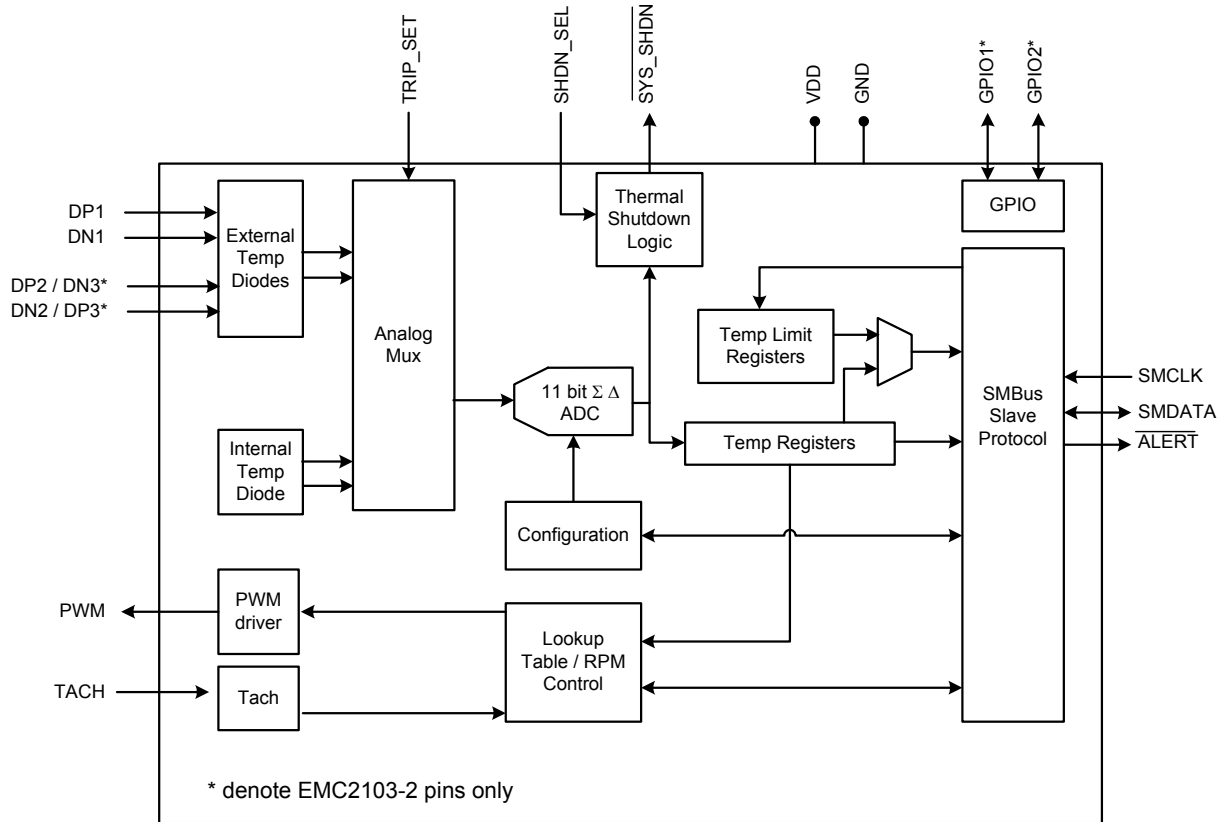 TRIP_SET
SHDN_SEL
SYS_SHDN
VDD
GND
GPIO1*
GPIO2*
DP1
DN1
DP2 / DN3*
DN2 / DP3*
External
Temp
Diodes
Analog
Mux
Thermal
Shutdown
Logic
GPIO
Temp Limit
Registers
11 bit Σ Δ
ADC
Temp Registers
SMBus
Slave
Protocol
SMCLK
SMDATA
ALERT
Internal
Temp
Diode
Configuration
PWM
PWM
driver
Lookup
Table / RPM
Control
TACH
Tach
* denote EMC2103-2 pins only